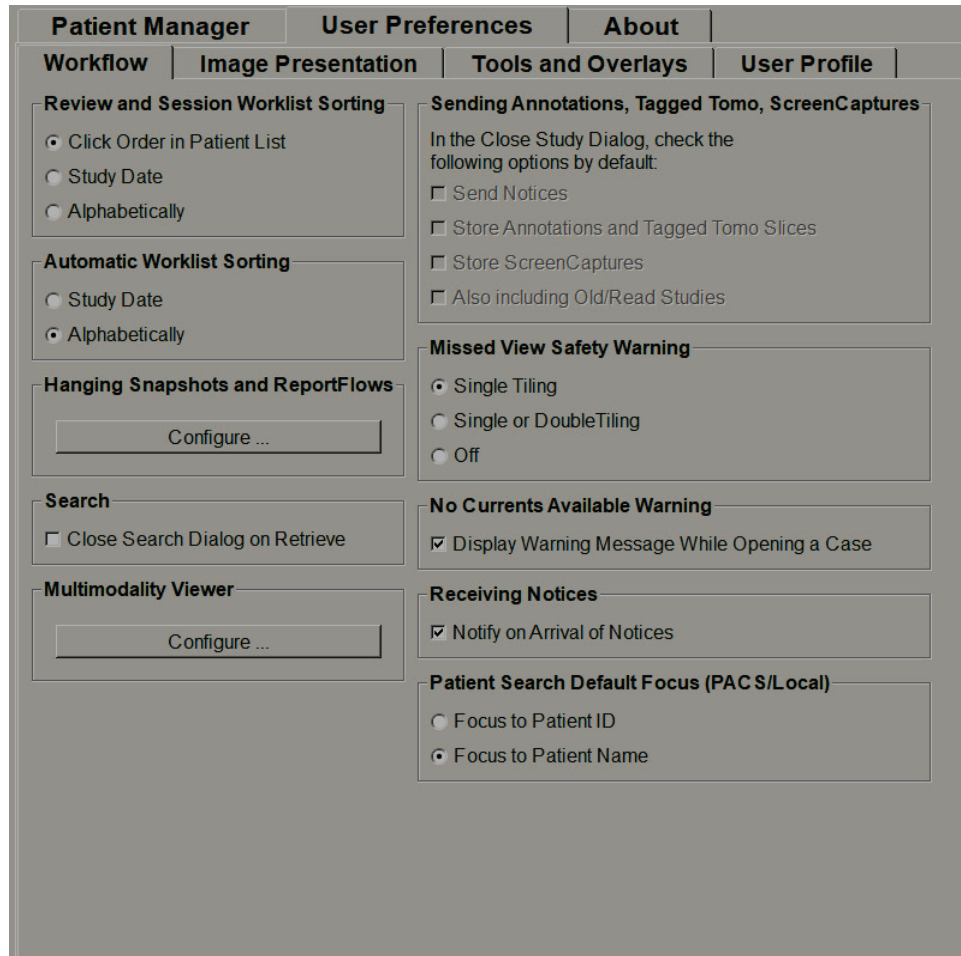 Patient Manager
User Preferences
About
Workflow
Image Presentation
Tools and Overlays
User Profile
Review and Session Worklist Sorting
Click Order in Patient List
Study Date
Alphabetically
Automatic Worklist Sorting
Study Date
Alphabetically
Hanging Snapshots and ReportFlows
Configure ...
Search
Close Search Dialog on Retrieve
Multimodality Viewer
Configure ...
Sending Annotations, Tagged Tomo, ScreenCaptures
In the Close Study Dialog, check the
following options by default:
Send Notices
Store Annotations and Tagged Tomo Slices
Store ScreenCaptures
Also including Old/Read Studies
Missed View Safety Warning
Single Tiling
Single or DoubleTiling
Off
No Currents Available Warning
Display Warning Message While Opening a Case
Receiving Notices
Notify on Arrival of Notices
Patient Search Default Focus (PACS/Local)
Focus to Patient ID
Focus to Patient Name